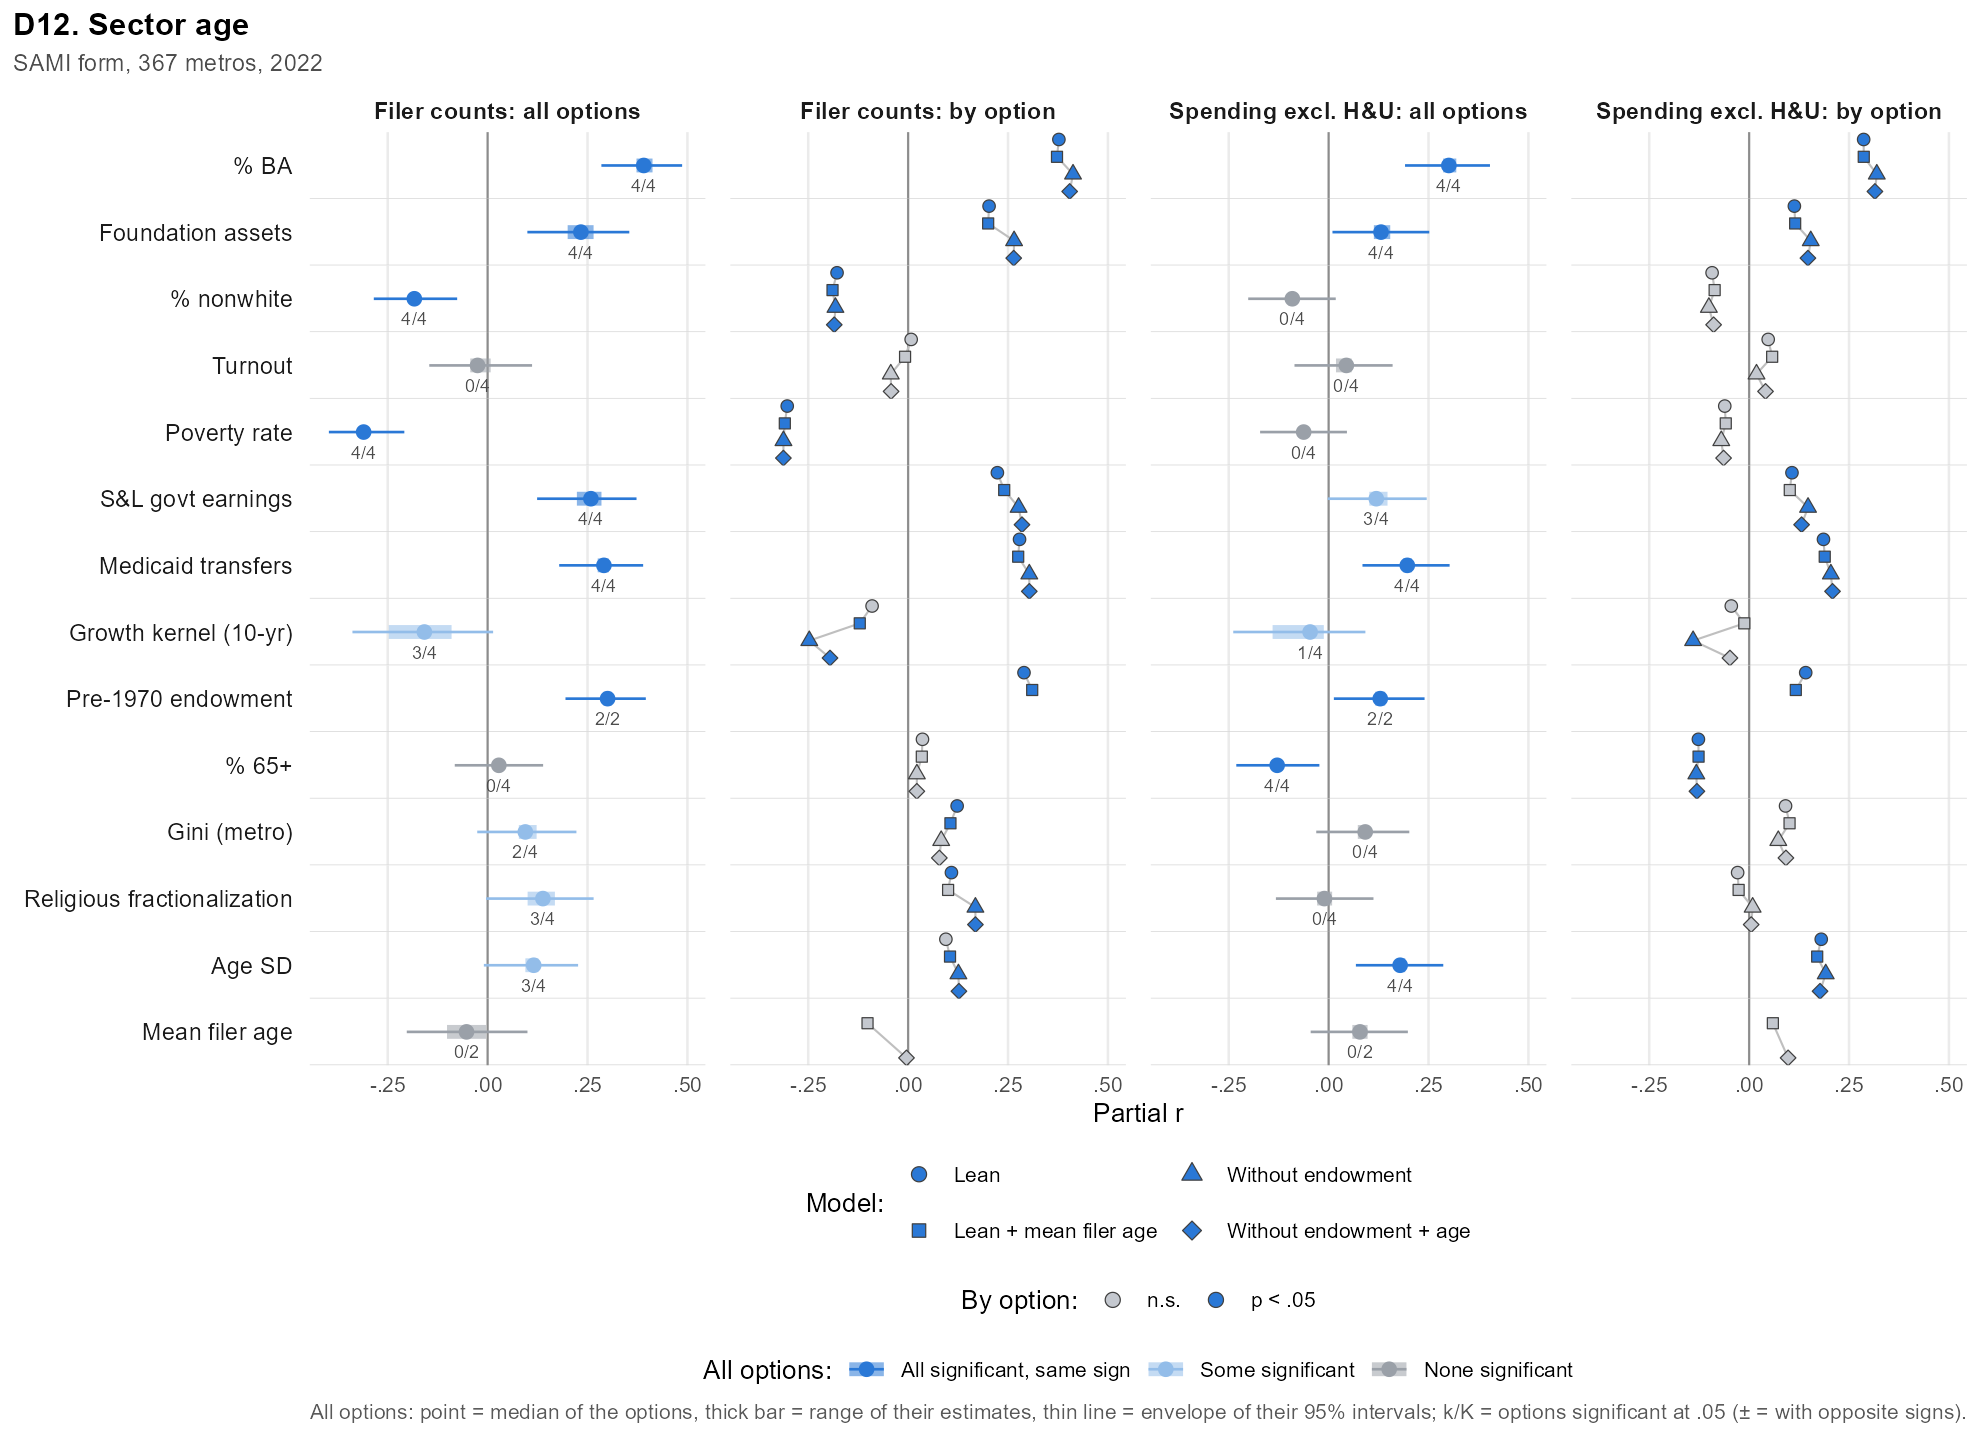 D12. Sector age
SAMI form, 367 metros, 2022
Filer counts: all options
Filer counts: by option
Spending excl. H&U: all options
Spending excl. H&U: by option
% BA
4/4
4/4
Foundation assets
4/4
4/4
% nonwhite
4/4
0/4
Turnout
0/4
0/4
Poverty rate
4/4
0/4
S&L govt earnings
4/4
3/4
Medicaid transfers
4/4
4/4
Growth kernel (10-yr)
3/4
1/4
Pre-1970 endowment
2/2
2/2
% 65+
0/4
4/4
Gini (metro)
2/4
0/4
Religious fractionalization
3/4
0/4
Age SD
3/4
4/4
Mean filer age
0/2
0/2
-.25 .00 .25 .50
-.25 .00 .25 .50
-.25 .00 .25 .50
-.25 .00 .25 .50
Partial r
Model:
Lean
Without endowment
Lean + mean filer age
Without endowment + age
By option: n.s. p < .05
All options: All significant, same sign Some significant None significant
All options: point = median of the options, thick bar = range of their estimates, thin line = envelope of their 95% intervals; k/K = options significant at .05 (± = with opposite signs).